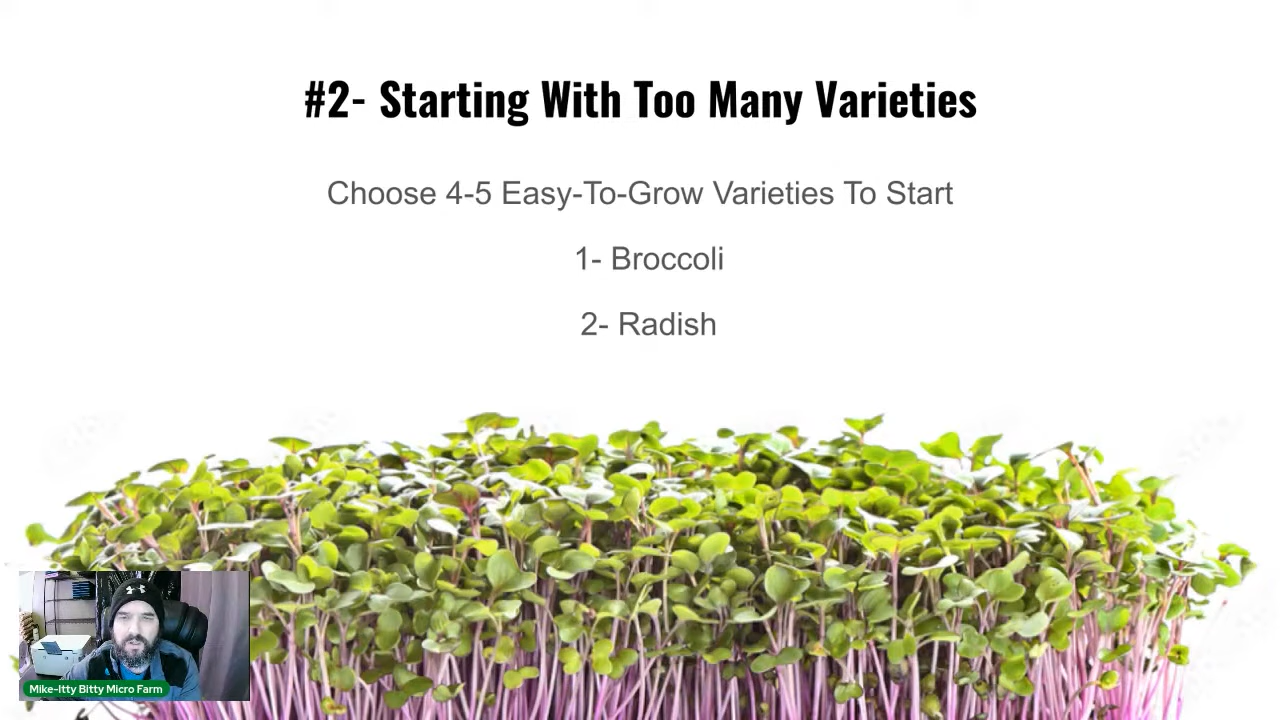 #2- Starting With Too Many Varieties
Choose 4-5 Easy-To-Grow Varieties To Start
1- Broccoli
2- Radish
Mike-Itty Bitty Micro Farm